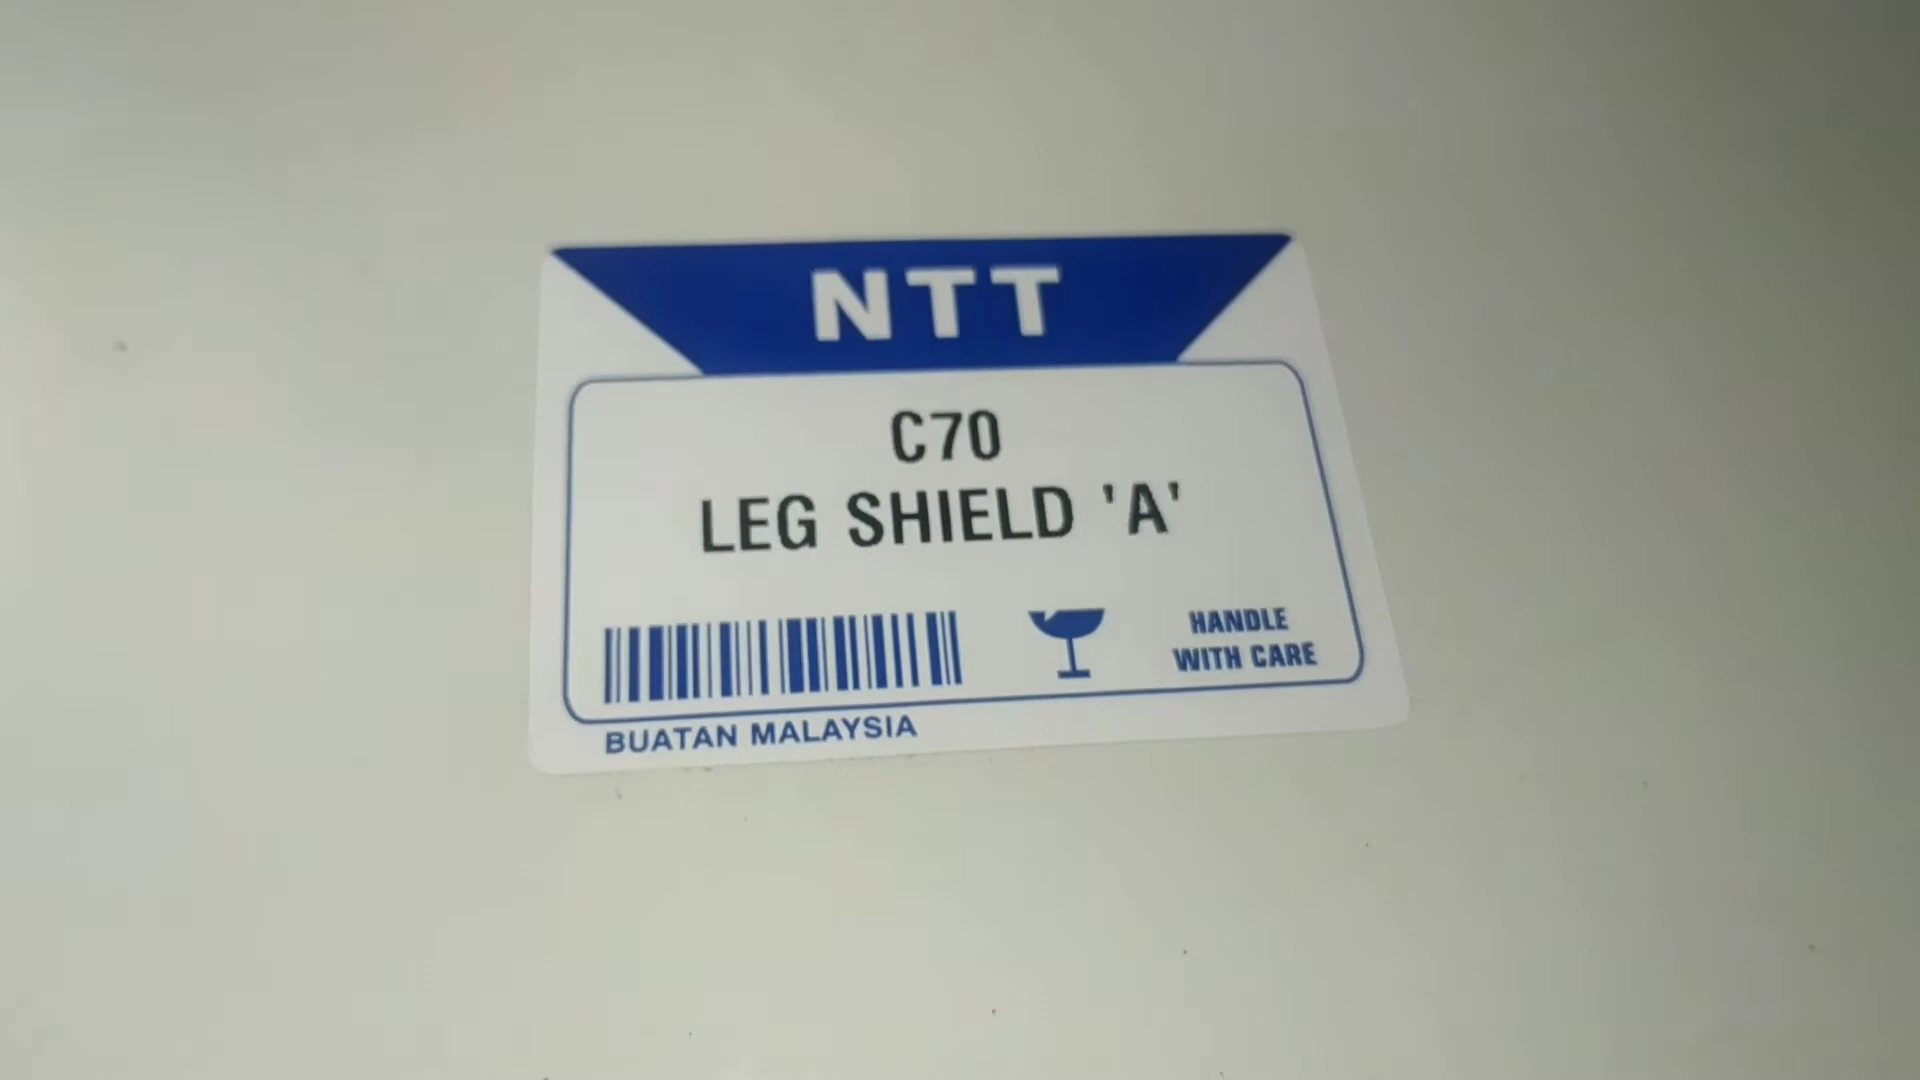 NTT
C70
LEG SHIELD 'A'
HANDLE
WITH CARE
BUATAN MALAYSIA